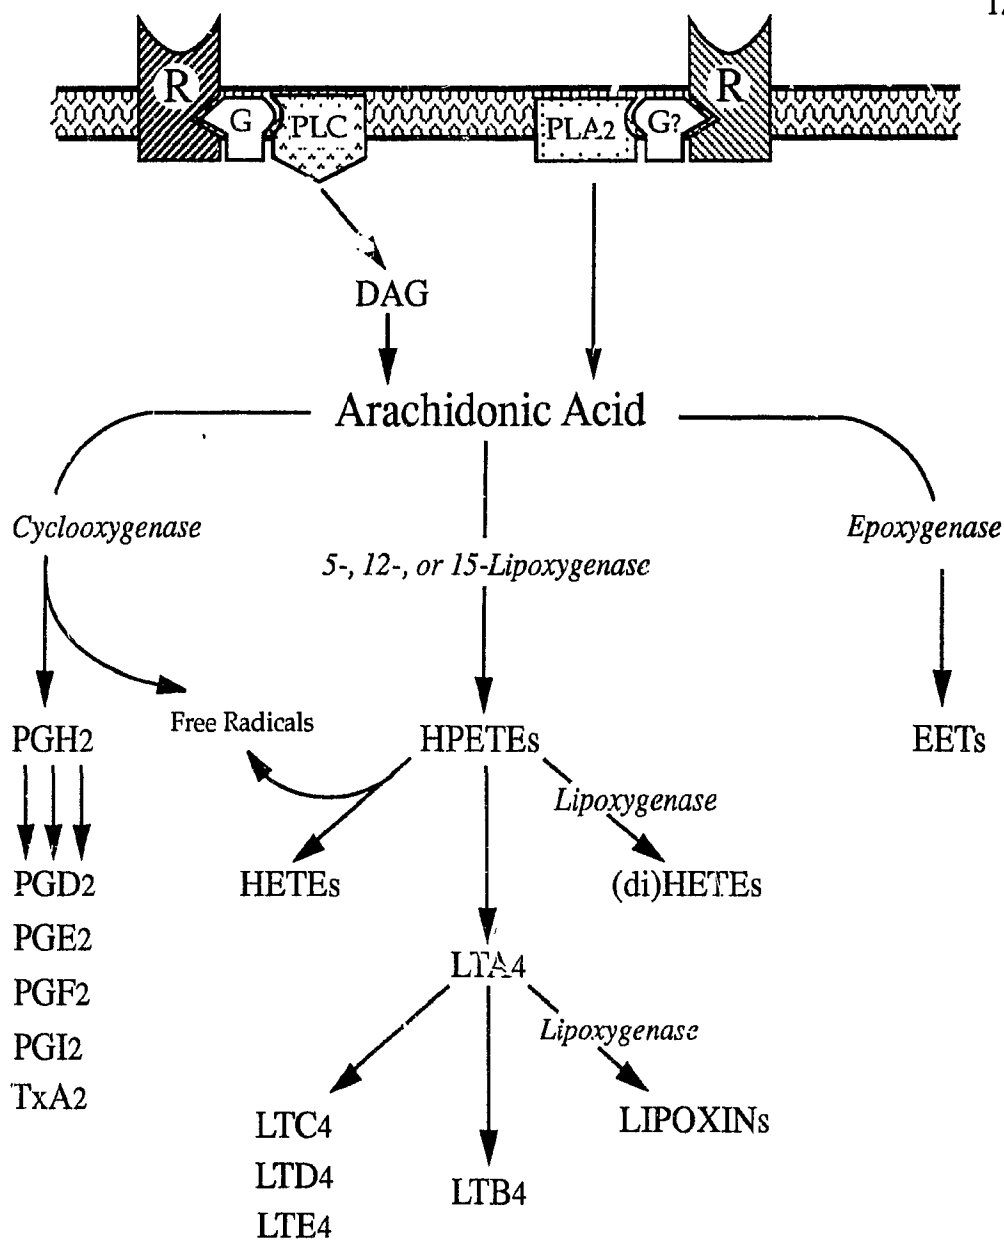 12
R
G
PLC
PLA2
G?
R
DAG
Arachidonic Acid
Cyclooxygenase
5-, 12-, or 15-Lipoxygenase
Epoxygenase
PGH2
Free Radicals
HPETEs
EETs
Lipoxygenase
PGD2
PGE2
PGF2
PGI2
TxA2
HETEs
(di)HETEs
LTA4
Lipoxygenase
LTC4
LTD4
LTE4
LTB4
LIPOXINs